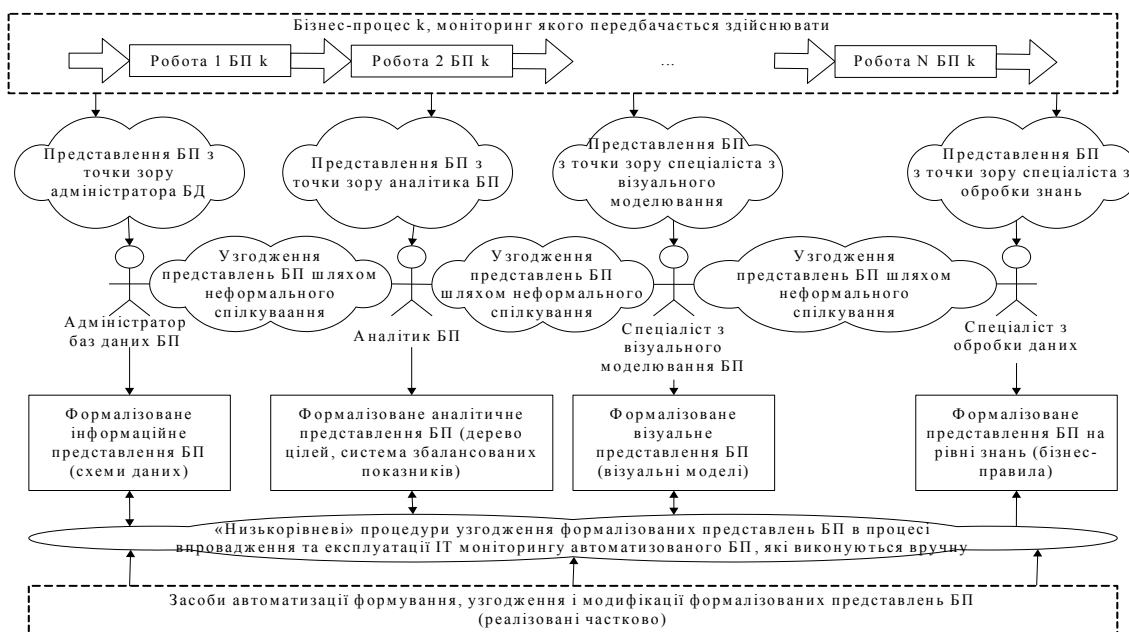 Бізнес-процес k, моніторинг якого передбачається здійснювати
Робота 1 БП k
Робота 2 БП k
...
Робота N БП k
Представлення БП з
точки зору
адміністратора БД
Представлення БП з
точки зору аналітика БП
Представлення БП
з точки зору спеціаліста з
візуального
моделювання
Представлення БП
з точки зору спеціаліста з
обробки знань
Узгодження
представлень БП шляхом
неформального
спілкуваання
Узгодження
представлень БП
шляхом неформального
спілкування
Узгодження
представлень БП шляхом
неформального
спілкування
Адміністратор
баз даних БП
Аналітик БП
Спеціаліст з
візуального
моделювання БП
Спеціаліст з
обробки даних
Формалізоване
інформаційне
представлення БП
(схеми даних)
Формалізоване аналітичне
представлення БП (дерево
цілей, система збалансованих
показників)
Формалізоване
візуальне
представлення БП
(візуальні моделі)
Формалізоване
представлення БП на
рівні знань (бізнес-
правила)
«Низькорівневі» процедури узгодження формалізованих представлень БП в процесі
впровадження та експлуатації ІТ моніторингу автоматизованого БП, які виконуються вручну
Засоби автоматизації формування, узгодження і модифікації формалізованих представлень БП
(реалізовані частково)